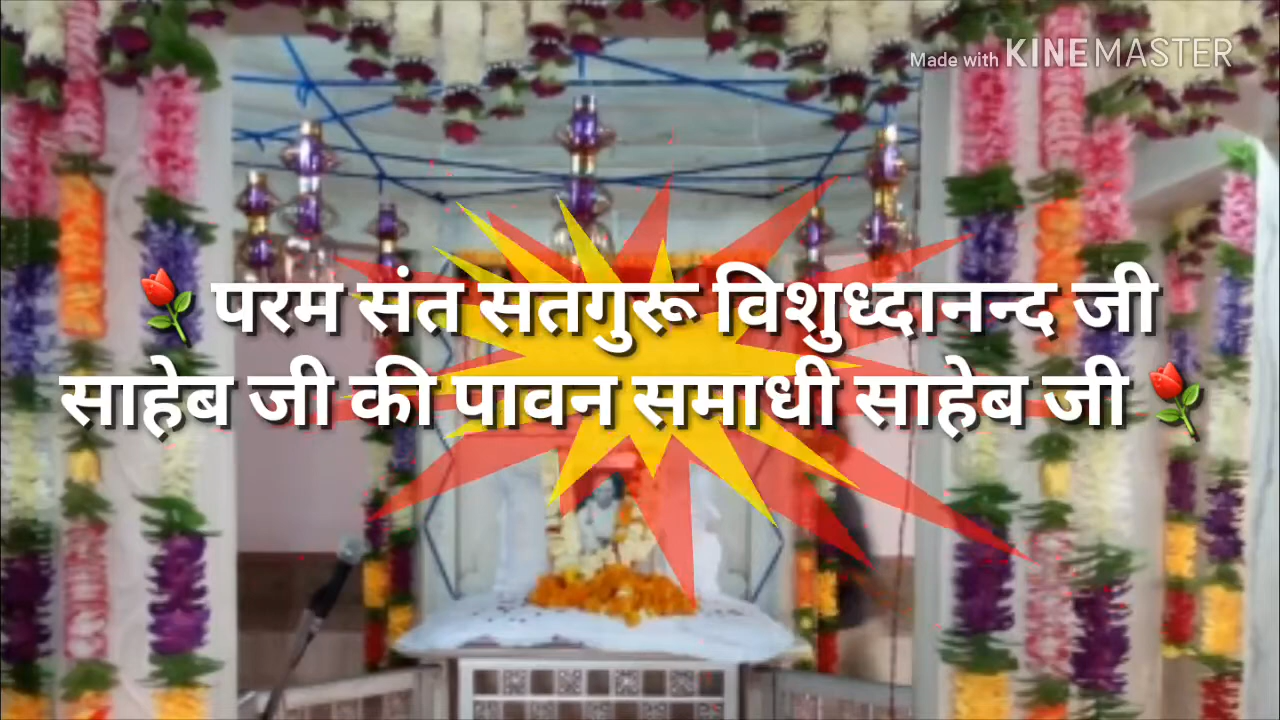 Made with KINEMASTER
🌹 परम संत सतगुरू विशुध्दानन्द जी
साहेब जी की पावन समाधी साहेब जी 🌹